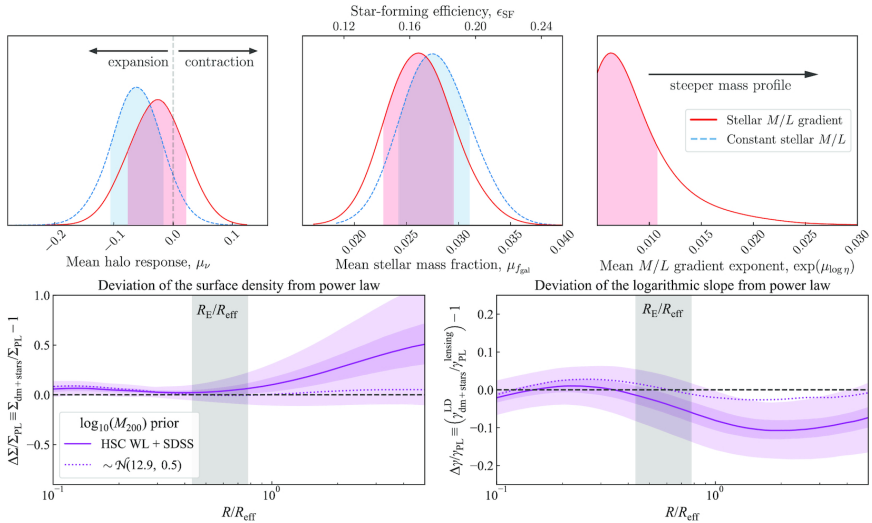 Star-forming efficiency, ϵSF
0.12 0.16 0.20 0.24
expansion contraction
steeper mass profile
Stellar M/L gradient
Constant stellar M/L
−0.2 −0.1 0.0 0.1
0.020 0.025 0.030 0.035 0.040
0.010 0.015 0.020 0.025 0.030
Mean halo response, μν
Mean stellar mass fraction, μfgal
Mean M/L gradient exponent, exp(μlog η)
Deviation of the surface density from power law
Deviation of the logarithmic slope from power law
ΔΣ/ΣPL ≡ Σdm+stars/ΣPL − 1
1.0
0.5
0.0
−0.5
RE/Reff
log10(M200) prior
HSC WL + SDSS
∼ N(12.9, 0.5)
10−1 100
R/Reff
Δγ/γPL ≡ (γLDdm+stars/γlensingPL) − 1
0.2
0.1
0.0
−0.1
−0.2
RE/Reff
10−1 100
R/Reff